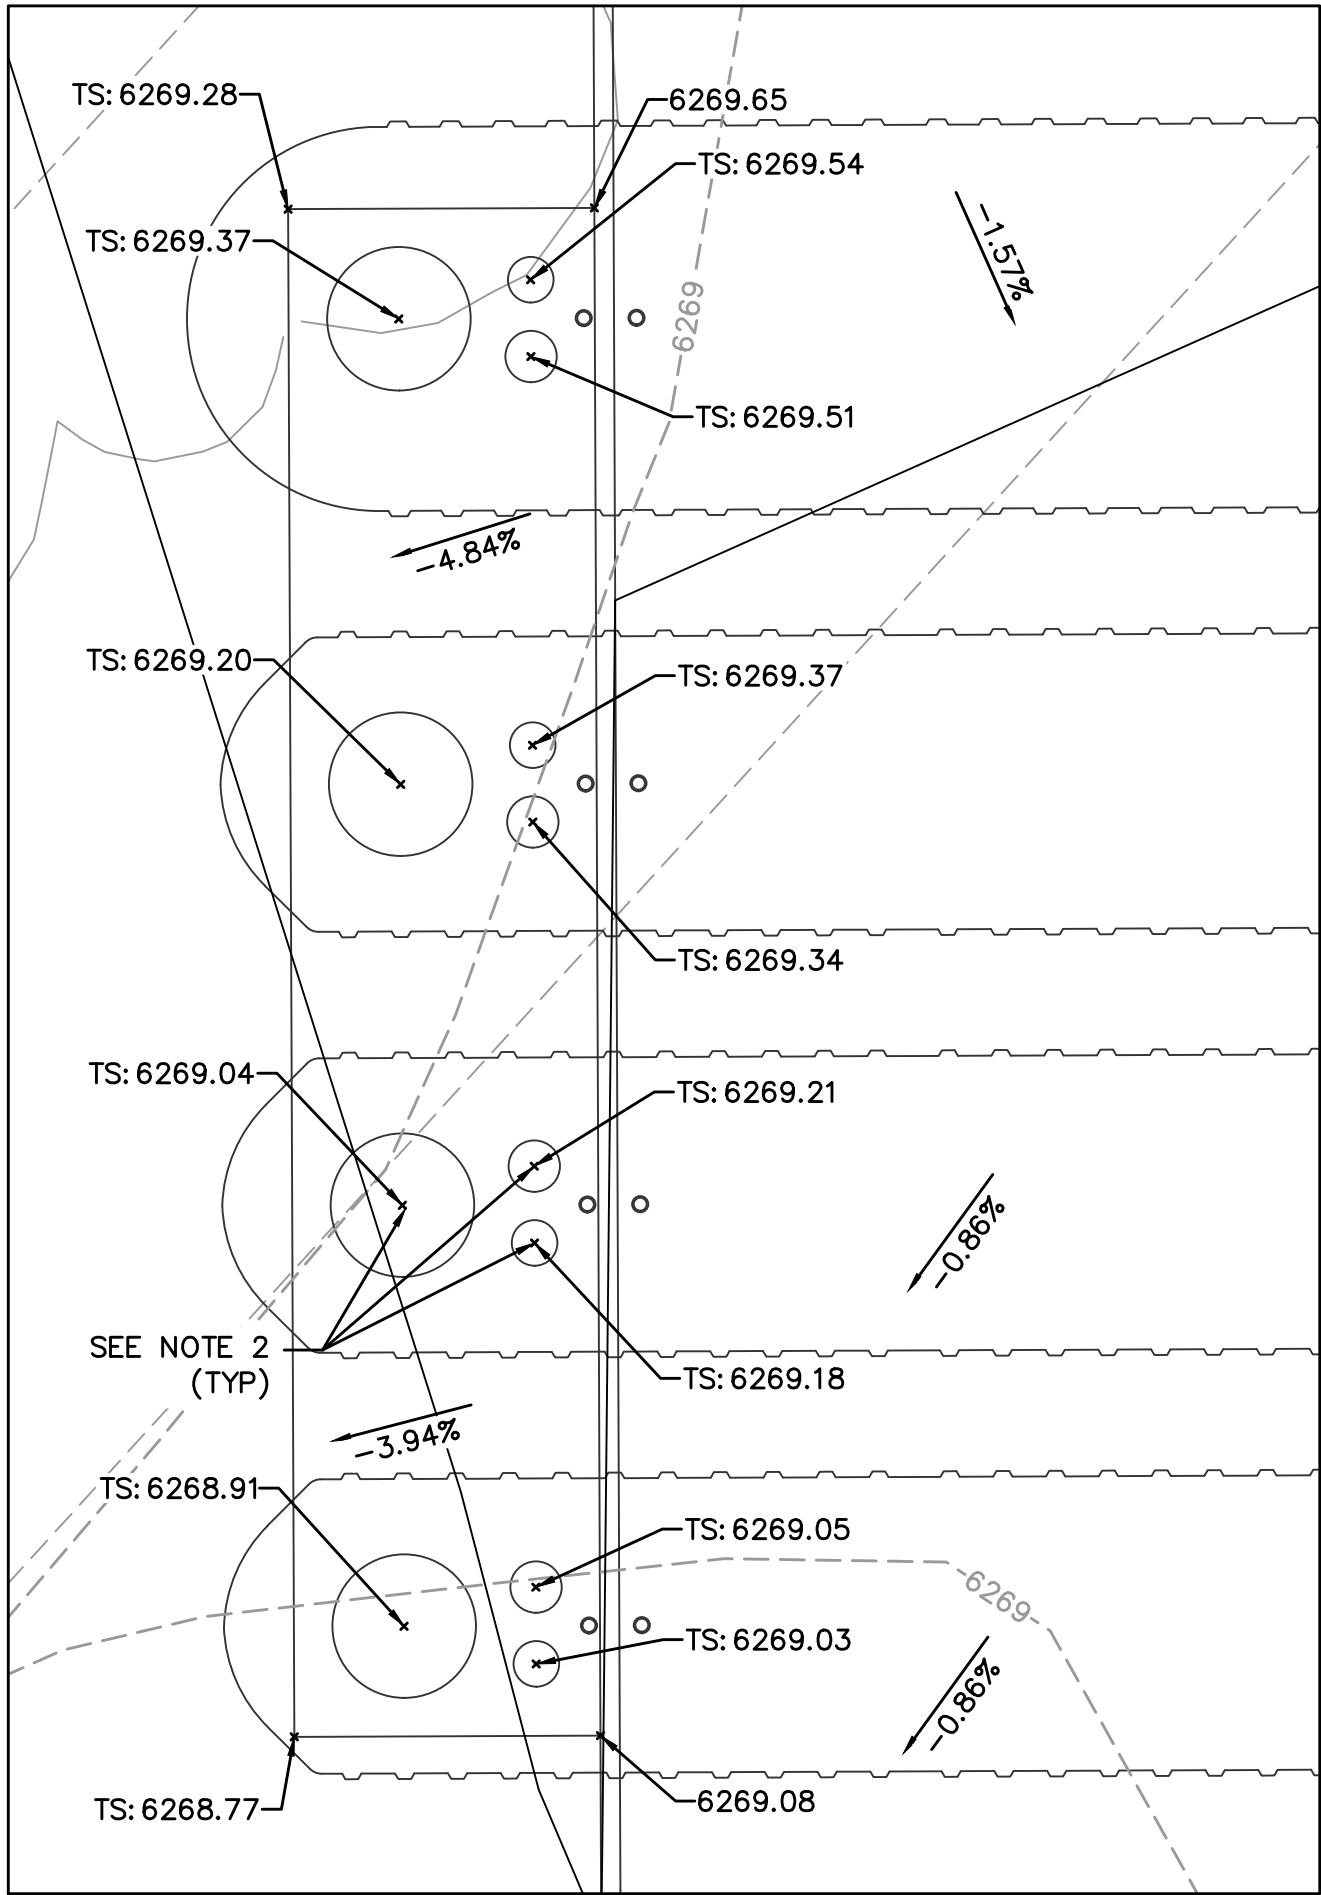 TS: 6269.28
6269.65
TS: 6269.54
TS: 6269.37
-1.57%
6269
TS: 6269.51
-4.84%
TS: 6269.20
TS: 6269.37
TS: 6269.34
TS: 6269.04
TS: 6269.21
-0.86%
SEE NOTE 2
(TYP)
TS: 6269.18
-3.94%
TS: 6268.91
TS: 6269.05
6269
TS: 6269.03
-0.86%
TS: 6268.77
6269.08